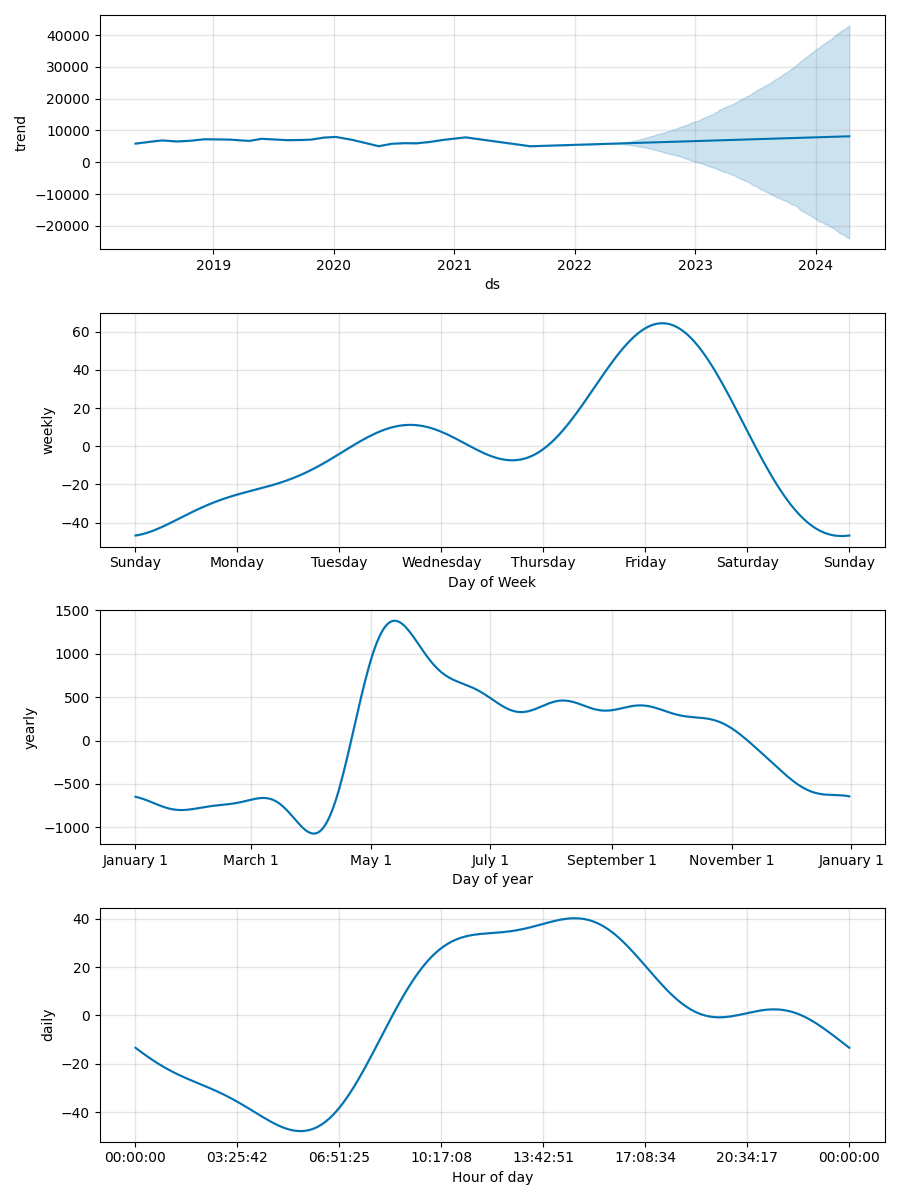 40000
30000
20000
10000
0
−10000
−20000
trend
2019 2020 2021 2022 2023 2024
ds
60
40
20
0
−20
−40
weekly
Sunday Monday Tuesday Wednesday Thursday Friday Saturday Sunday
Day of Week
1500
1000
500
0
−500
−1000
yearly
January 1 March 1 May 1 July 1 September 1 November 1 January 1
Day of year
40
20
0
−20
−40
daily
00:00:00 03:25:42 06:51:25 10:17:08 13:42:51 17:08:34 20:34:17 00:00:00
Hour of day